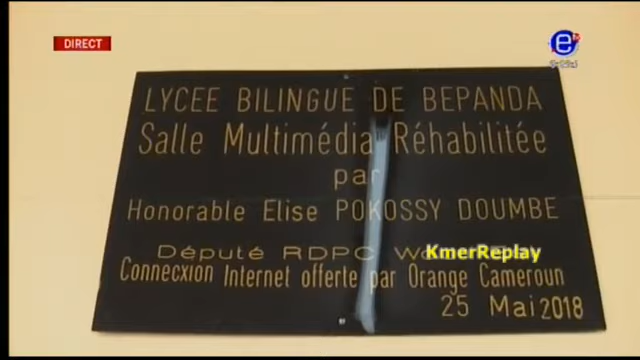 DIRECT
e
LYCEE BILINGUE DE BEPANDA
Salle Multimédia Réhabilitée
par
Honorable Elise POKOSSY DOUMBE
Député RDPC
KmerReplay
Connecxion Internet offerte par Orange Cameroun
25 Mai 2018